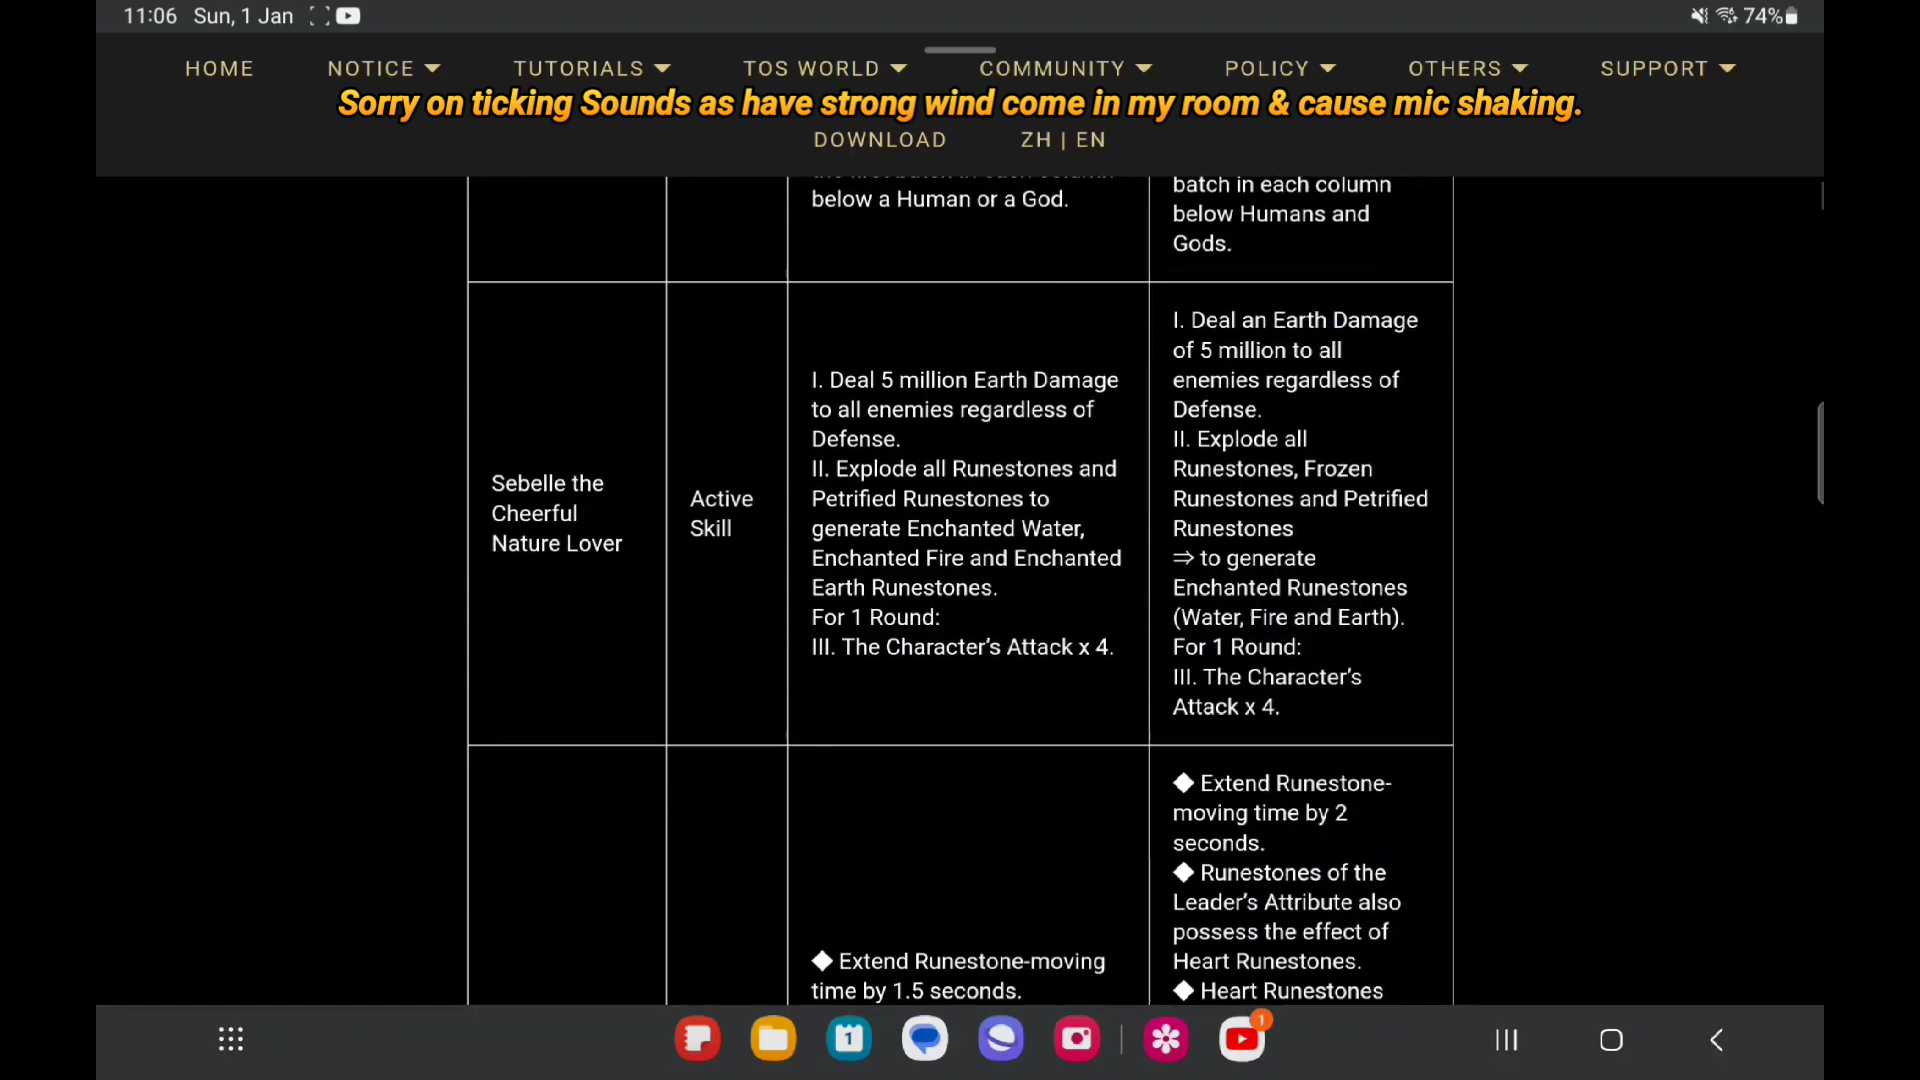 11:06 Sun, 1 Jan
74%
HOME NOTICE TUTORIALS TOS WORLD COMMUNITY POLICY OTHERS SUPPORT
Sorry on ticking Sounds as have strong wind come in my room & cause mic shaking.
DOWNLOAD ZH | EN
below a Human or a God.
batch in each column
below Humans and
Gods.
Sebelle the
Cheerful
Nature Lover
Active
Skill
I. Deal 5 million Earth Damage
to all enemies regardless of
Defense.
II. Explode all Runestones and
Petrified Runestones to
generate Enchanted Water,
Enchanted Fire and Enchanted
Earth Runestones.
For 1 Round:
III. The Character’s Attack x 4.
I. Deal an Earth Damage
of 5 million to all
enemies regardless of
Defense.
II. Explode all
Runestones, Frozen
Runestones and Petrified
Runestones
⇒ to generate
Enchanted Runestones
(Water, Fire and Earth).
For 1 Round:
III. The Character’s
Attack x 4.
◆ Extend Runestone-moving
time by 1.5 seconds.
◆ Extend Runestone-
moving time by 2
seconds.
◆ Runestones of the
Leader’s Attribute also
possess the effect of
Heart Runestones.
◆ Heart Runestones
1
1